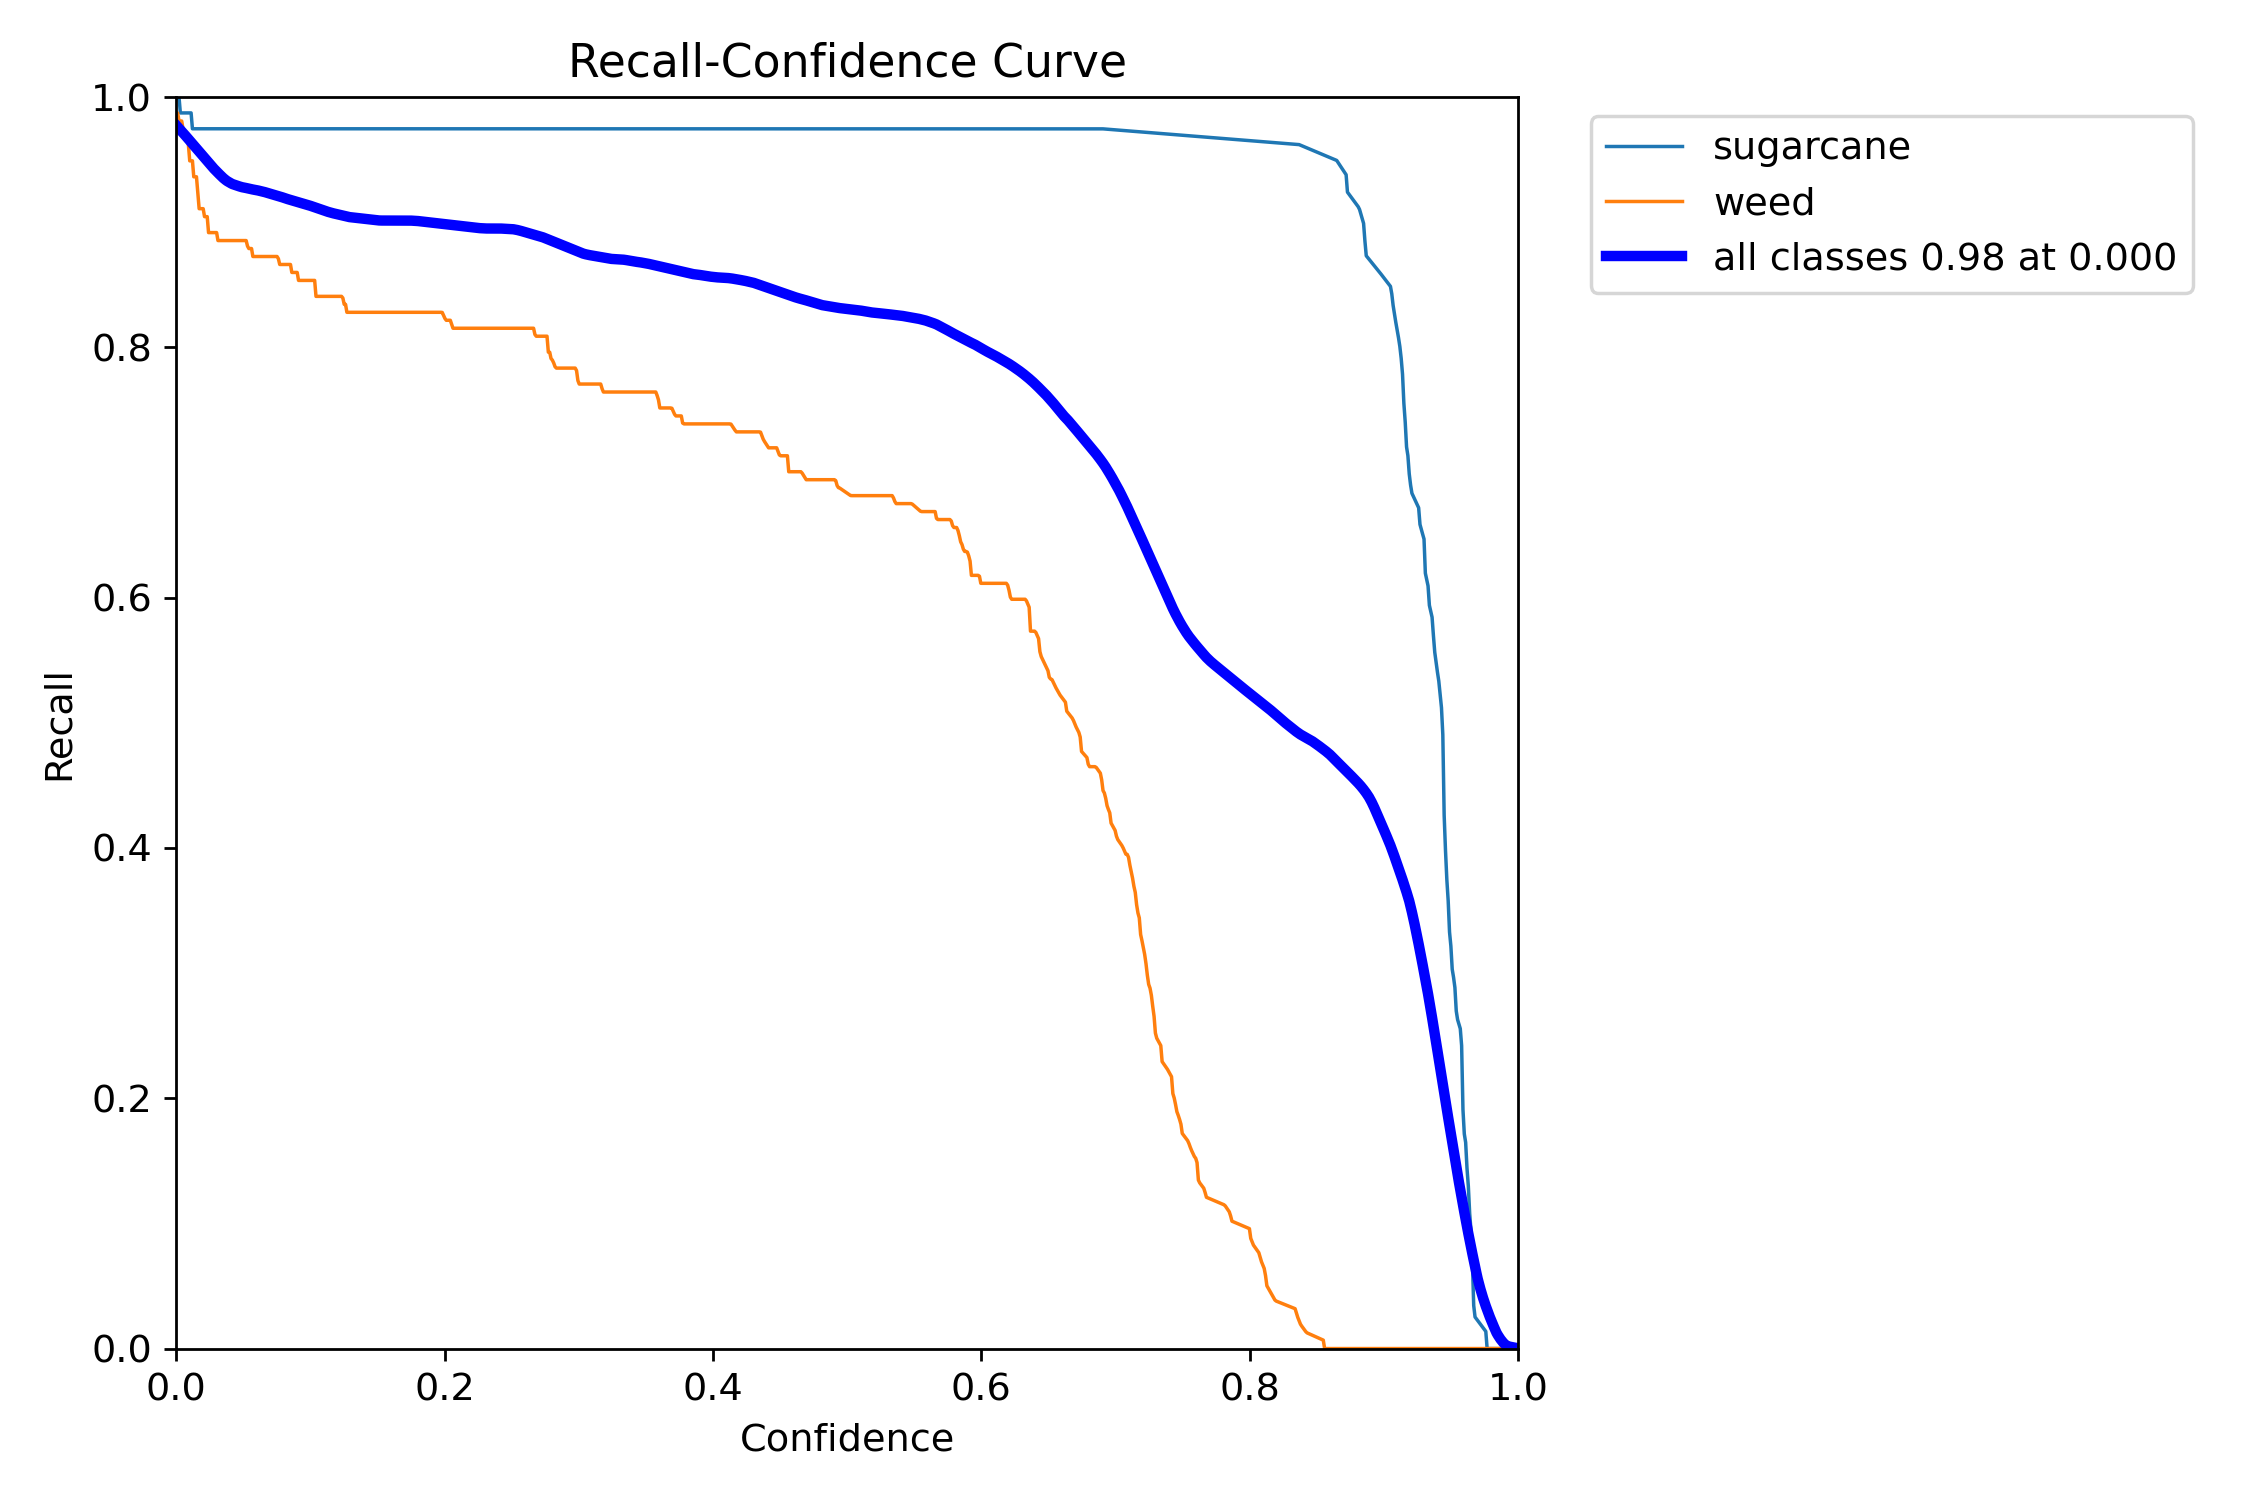 Recall-Confidence Curve
sugarcane
weed
all classes 0.98 at 0.000
1.0
0.8
0.6
0.4
0.2
0.0
Recall
0.0 0.2 0.4 0.6 0.8 1.0
Confidence